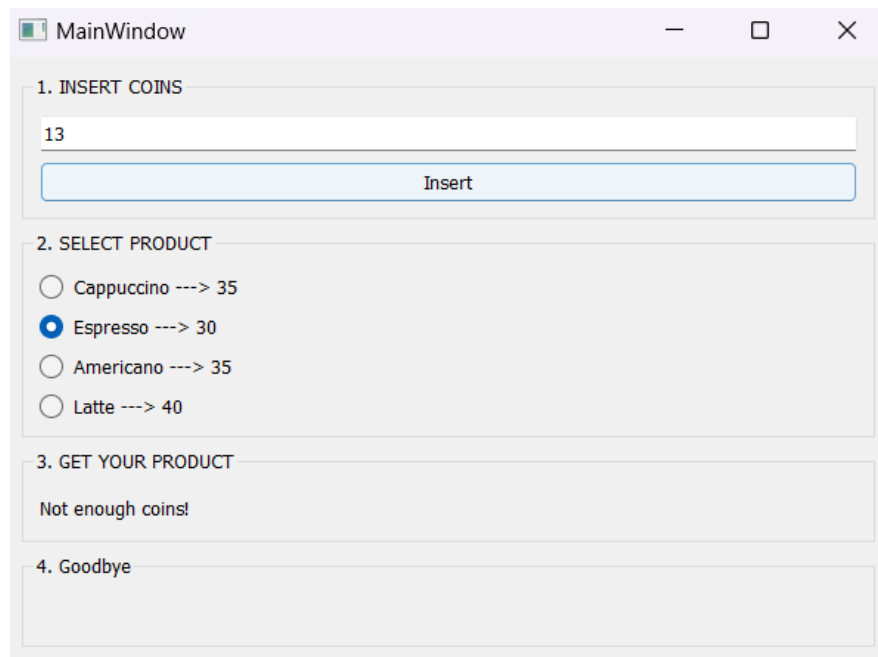 MainWindow
1. INSERT COINS
13
Insert
2. SELECT PRODUCT
Cappuccino ---> 35
Espresso ---> 30
Americano ---> 35
Latte ---> 40
3. GET YOUR PRODUCT
Not enough coins!
4. Goodbye